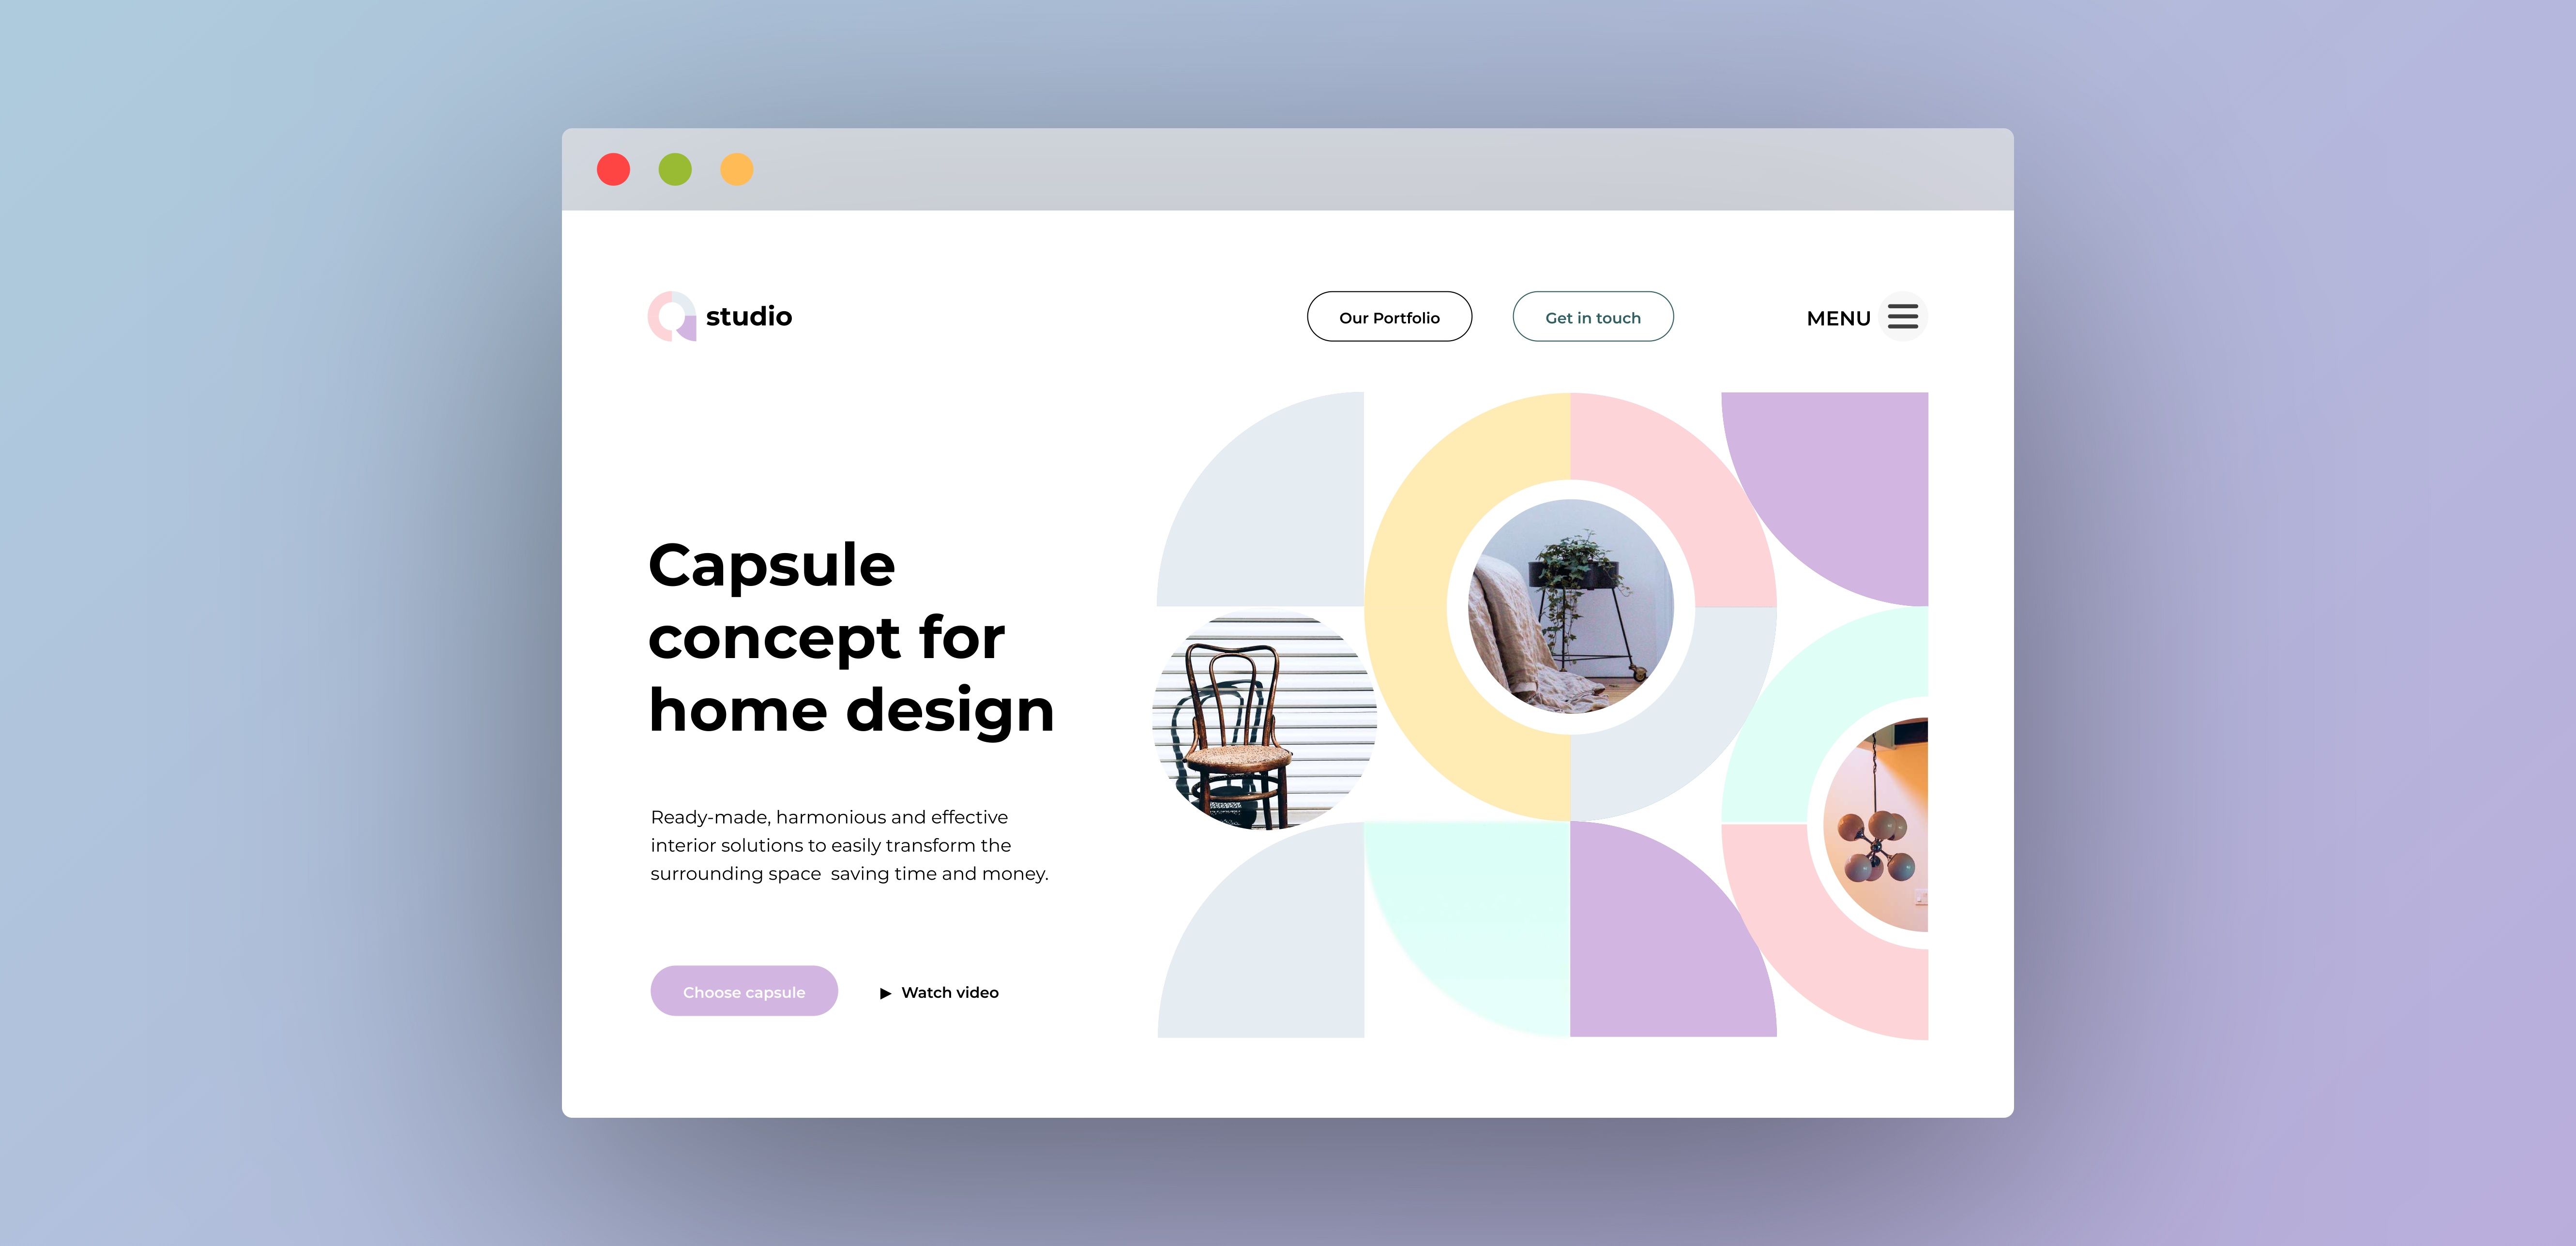 studio
Our Portfolio
Get in touch
MENU
Capsule
concept for
home design
Ready-made, harmonious and effective
interior solutions to easily transform the
surrounding space  saving time and money.
Choose capsule
Watch video